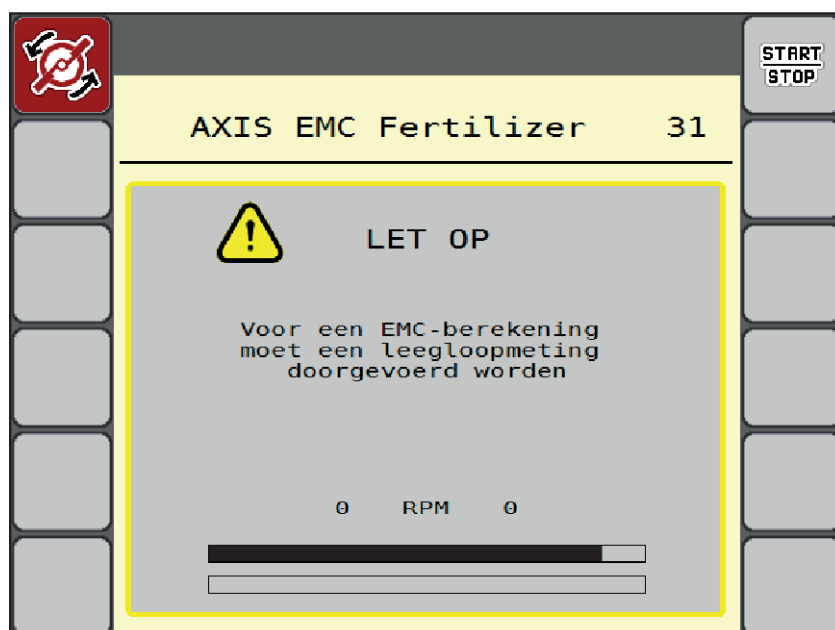 START
STOP
AXIS EMC Fertilizer 31
LET OP
Voor een EMC-berekening
moet een leegloopmeting
doorgevoerd worden
0 RPM 0